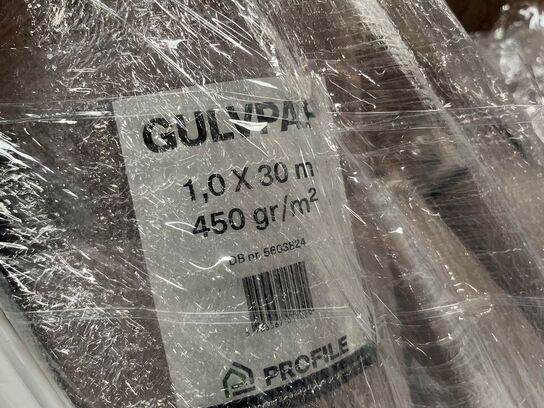 GULVPAP
1,0 X 30 m
450 gr/m²
DB nr. 5603824
PROFILE